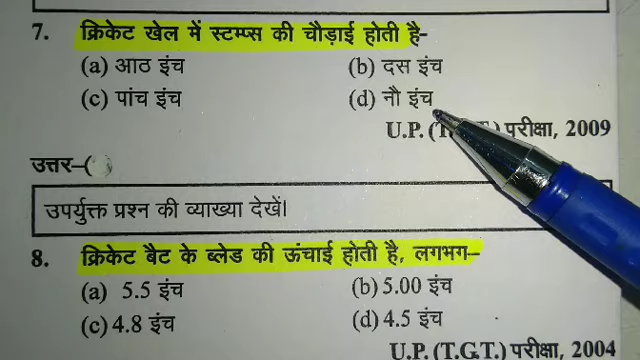 7. क्रिकेट खेल में स्टम्प्स की चौड़ाई होती है-
(a) आठ इंच (b) दस इंच
(c) पांच इंच (d) नौ इंच
U.P. (T.G.T.) परीक्षा, 2009
उत्तर-(
उपर्युक्त प्रश्न की व्याख्या देखें।
8. क्रिकेट बैट के ब्लेड की ऊंचाई होती है, लगभग-
(a) 5.5 इंच (b) 5.00 इंच
(c) 4.8 इंच (d) 4.5 इंच
U.P. (T.G.T.) परीक्षा, 2004